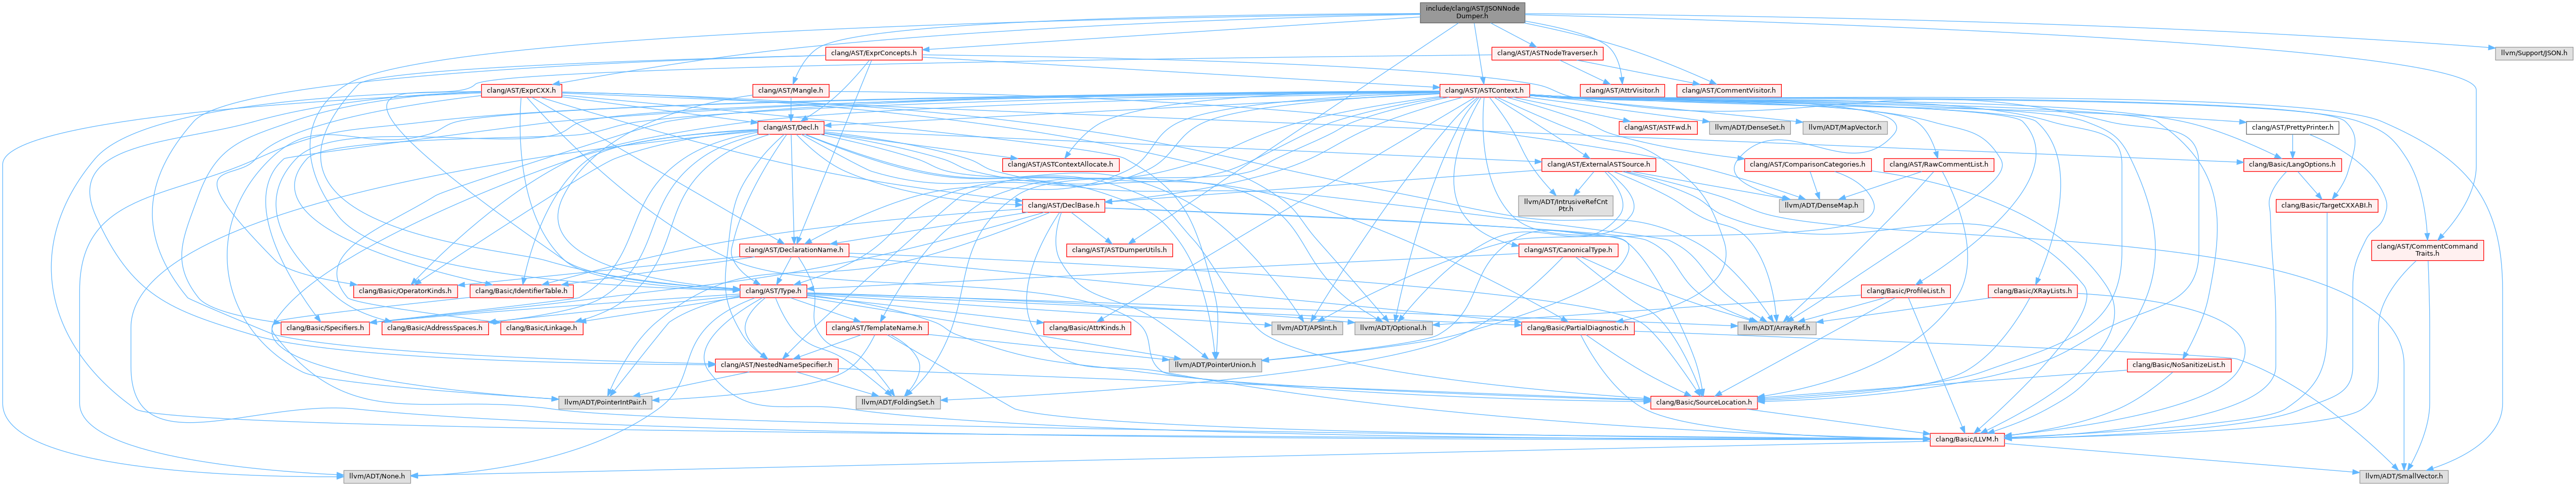 include/clang/AST/JSONNode
Dumper.h
clang/AST/ExprConcepts.h
clang/AST/ASTNodeTraverser.h
llvm/Support/JSON.h
clang/AST/ExprCXX.h
clang/AST/Mangle.h
clang/AST/ASTContext.h
clang/AST/AttrVisitor.h
clang/AST/CommentVisitor.h
clang/AST/Decl.h
clang/AST/ASTFwd.h
llvm/ADT/DenseSet.h
llvm/ADT/MapVector.h
clang/AST/PrettyPrinter.h
clang/AST/ASTContextAllocate.h
clang/AST/ExternalASTSource.h
clang/AST/ComparisonCategories.h
clang/AST/RawCommentList.h
clang/Basic/LangOptions.h
clang/AST/DeclBase.h
llvm/ADT/IntrusiveRefCnt
Ptr.h
llvm/ADT/DenseMap.h
clang/Basic/TargetCXXABI.h
clang/AST/DeclarationName.h
clang/AST/ASTDumperUtils.h
clang/AST/CanonicalType.h
clang/AST/CommentCommand
Traits.h
clang/Basic/OperatorKinds.h
clang/Basic/IdentifierTable.h
clang/AST/Type.h
clang/Basic/ProfileList.h
clang/Basic/XRayLists.h
clang/Basic/Specifiers.h
clang/Basic/AddressSpaces.h
clang/Basic/Linkage.h
clang/AST/TemplateName.h
clang/Basic/AttrKinds.h
llvm/ADT/APSInt.h
llvm/ADT/Optional.h
clang/Basic/PartialDiagnostic.h
llvm/ADT/ArrayRef.h
clang/AST/NestedNameSpecifier.h
llvm/ADT/PointerUnion.h
clang/Basic/NoSanitizeList.h
llvm/ADT/PointerIntPair.h
llvm/ADT/FoldingSet.h
clang/Basic/SourceLocation.h
clang/Basic/LLVM.h
llvm/ADT/None.h
llvm/ADT/SmallVector.h